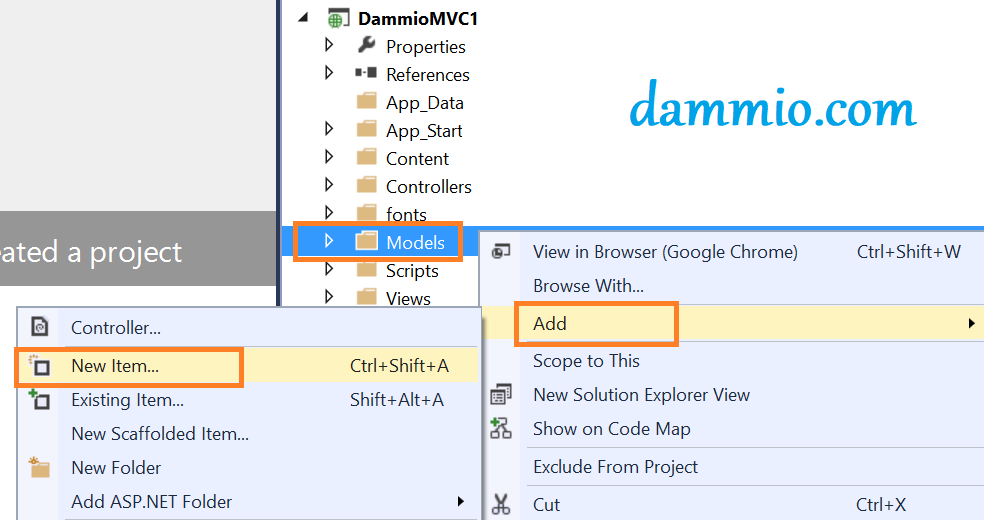 DammioMVC1
Properties
References
App_Data
App_Start
Content
Controllers
fonts
Models
Scripts
Views
dammio.com
eated a project
View in Browser (Google Chrome) Ctrl+Shift+W
Browse With...
Add
Scope to This
New Solution Explorer View
Show on Code Map
Exclude From Project
Cut Ctrl+X
Controller...
New Item... Ctrl+Shift+A
Existing Item... Shift+Alt+A
New Scaffolded Item...
New Folder
Add ASP.NET Folder